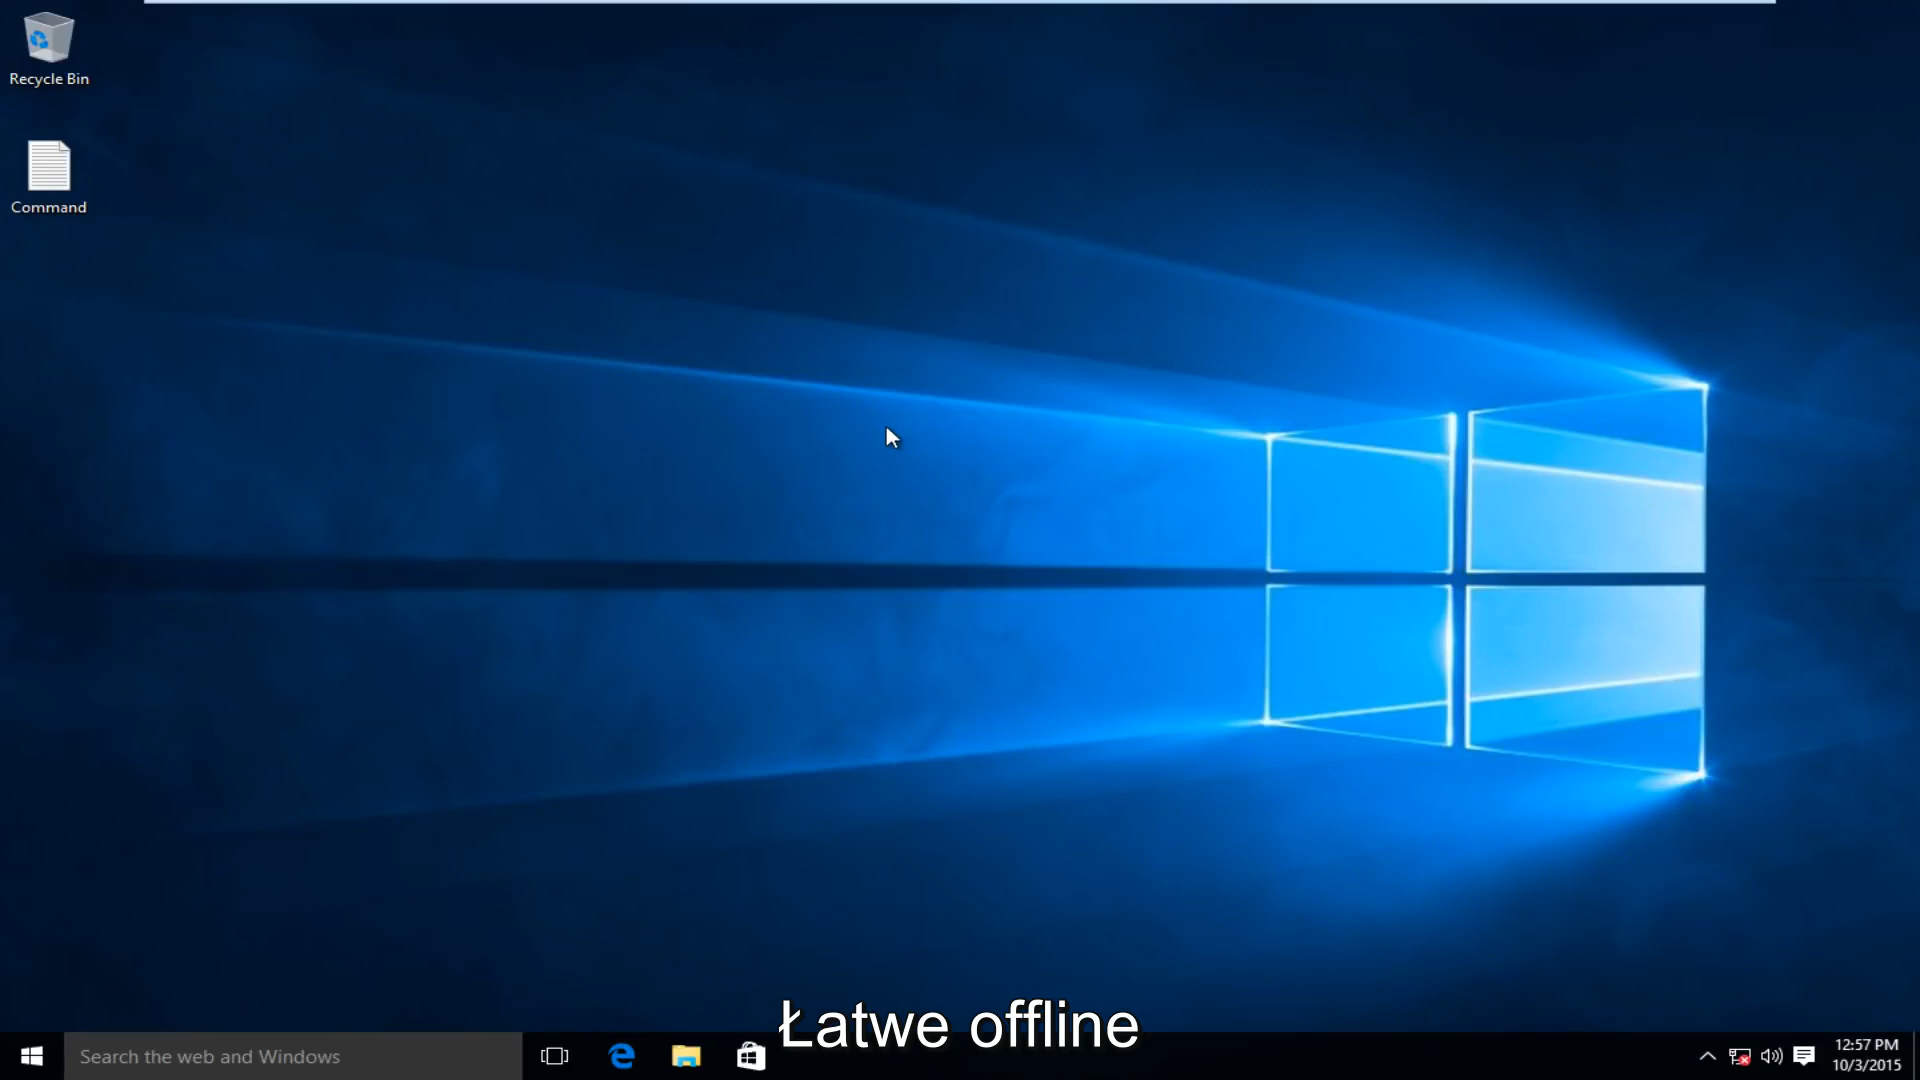 Recycle Bin
Command
Łatwe offline
Search the web and Windows
12:57 PM
10/3/2015